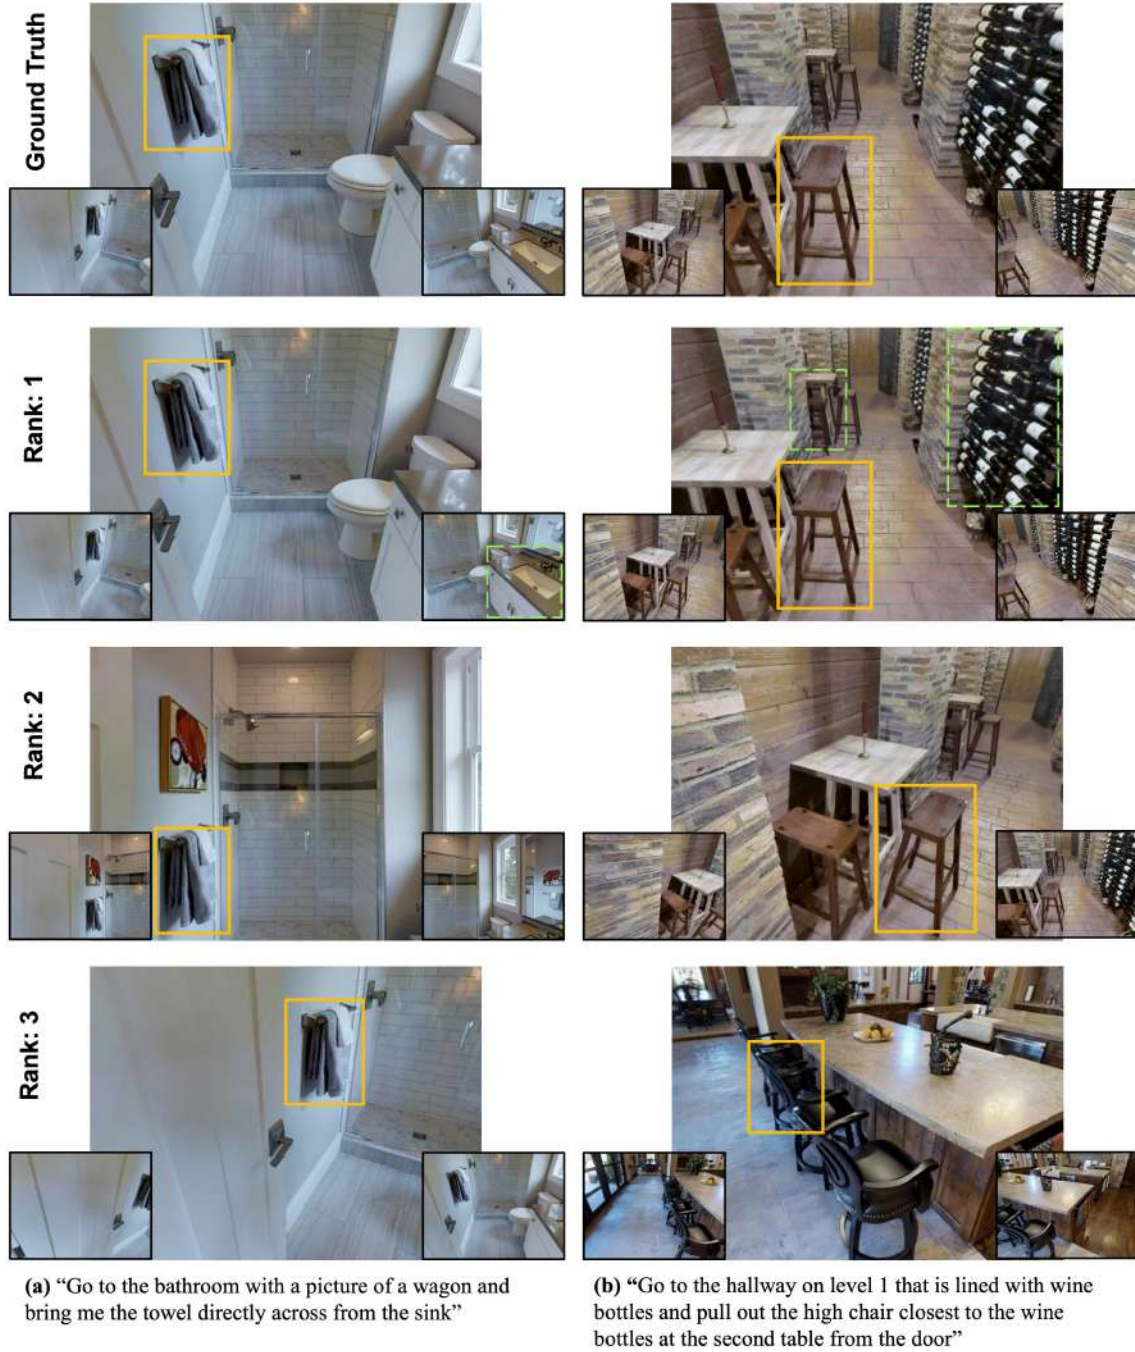 Ground Truth
Rank: 1
Rank: 2
Rank: 3
(a) “Go to the bathroom with a picture of a wagon and
bring me the towel directly across from the sink”
(b) “Go to the hallway on level 1 that is lined with wine
bottles and pull out the high chair closest to the wine
bottles at the second table from the door”